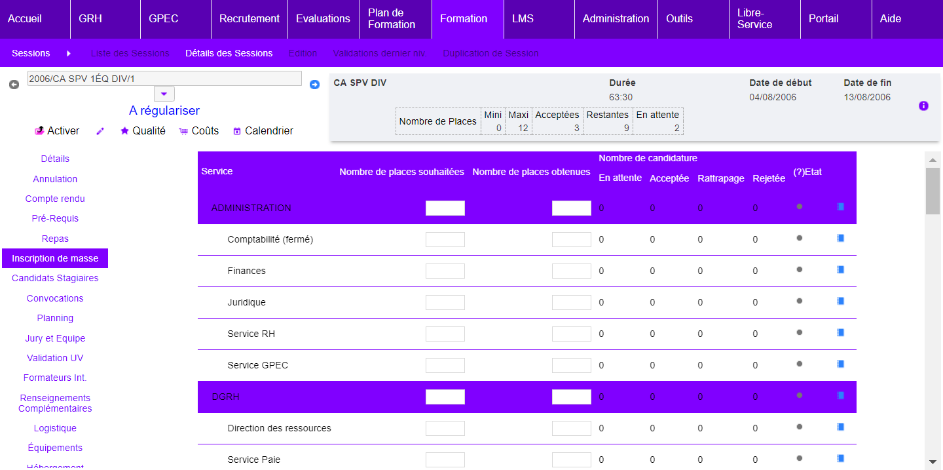 Accueil GRH GPEC Recrutement Evaluations Plan de Formation Formation LMS Administration Outils Libre-Service Portail Aide
Sessions Liste des Sessions Détails des Sessions Edition Validations dernier niv. Duplication de Session
2006/CA SPV 1ÉQ DIV/1
A régulariser
Activer Qualité Coûts Calendrier
CA SPV DIV Durée Date de début Date de fin
63:30 04/08/2006 13/08/2006
Nombre de Places Mini Maxi Acceptées Restantes En attente
0 12 3 9 2
Détails
Annulation
Compte rendu
Pré-Requis
Repas
Inscription de masse
Candidats Stagiaires
Convocations
Planning
Jury et Equipe
Validation UV
Formateurs Int.
Renseignements
Complémentaires
Logistique
Équipements
Hébergement
Service Nombre de places souhaitées Nombre de places obtenues Nombre de candidature (?)Etat
En attente Acceptée Rattrapage Rejetée
ADMINISTRATION 0 0 0 0
Comptabilité (fermé) 0 0 0 0
Finances 0 0 0 0
Juridique 0 0 0 0
Service RH 0 0 0 0
Service GPEC 0 0 0 0
DGRH 0 0 0 0
Direction des ressources 0 0 0 0
Service Paie 0 0 0 0